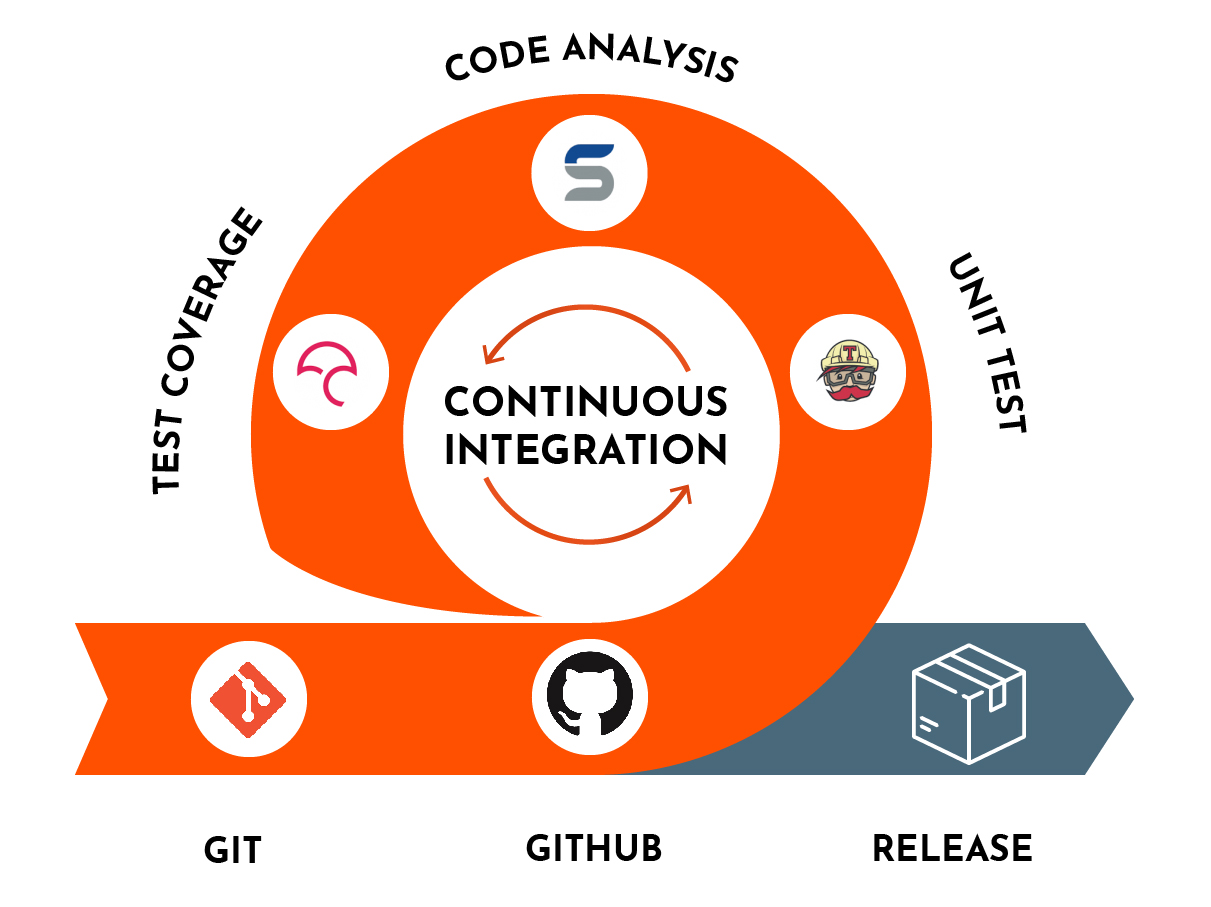 CODE ANALYSIS
TEST COVERAGE
UNIT TEST
CONTINUOUS
INTEGRATION
GIT
GITHUB
RELEASE